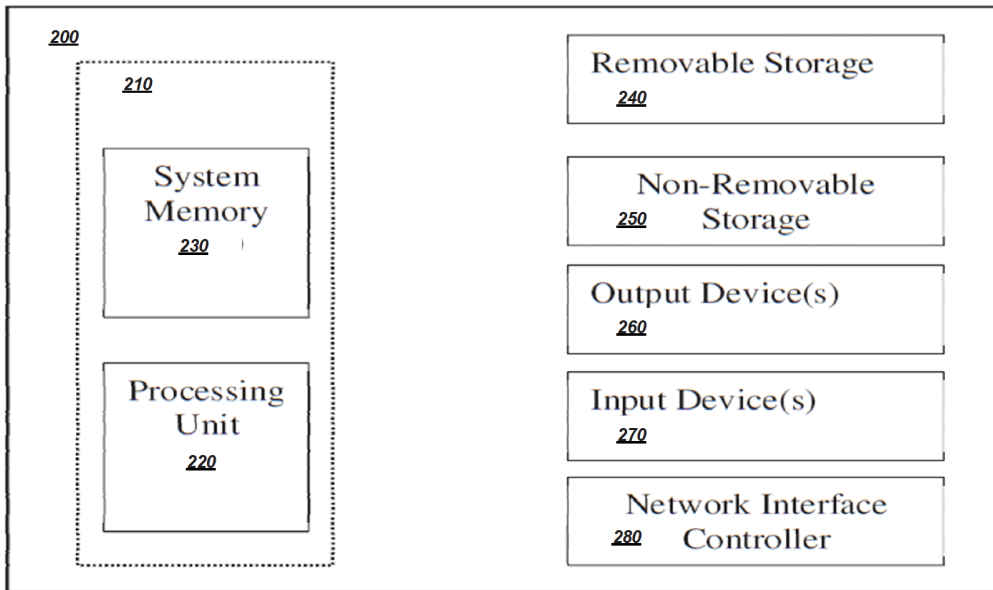 200
210
System
Memory
230
Processing
Unit
220
Removable Storage
240
Non-Removable
250 Storage
Output Device(s)
260
Input Device(s)
270
Network Interface
280 Controller